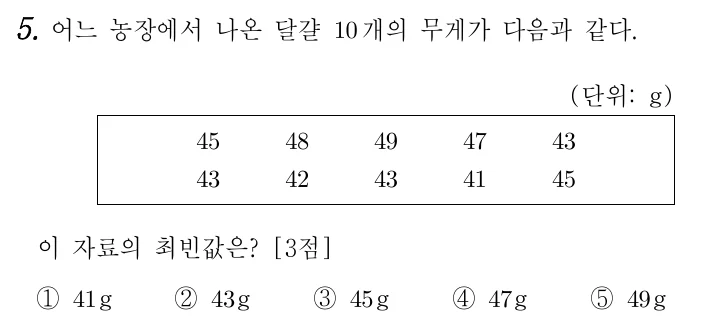 5. 어느 농장에서 나온 달걀 10개의 무게가 다음과 같다.
(단위: g)
45 48 49 47 43
43 42 43 41 45
이 자료의 최빈값은? [3점]
① 41g ② 43g ③ 45g ④ 47g ⑤ 49g